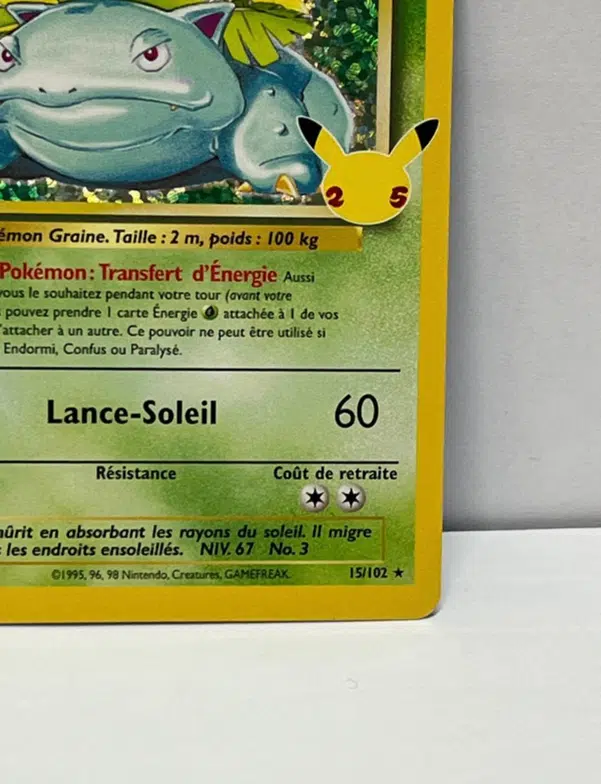 2 5
émon Graine. Taille : 2 m, poids : 100 kg
Pokémon : Transfert d'Énergie Aussi
vous le souhaitez pendant votre tour (avant votre
pouvez prendre 1 carte Énergie attachée à 1 de vos
'attacher à un autre. Ce pouvoir ne peut être utilisé si
Endormi, Confus ou Paralysé.
Lance-Soleil 60
Résistance Coût de retraite
nûrit en absorbant les rayons du soleil. Il migre
les endroits ensoleillés. NIV. 67 No. 3
©1995, 96, 98 Nintendo, Creatures, GAMEFREAK. 15/102 ★